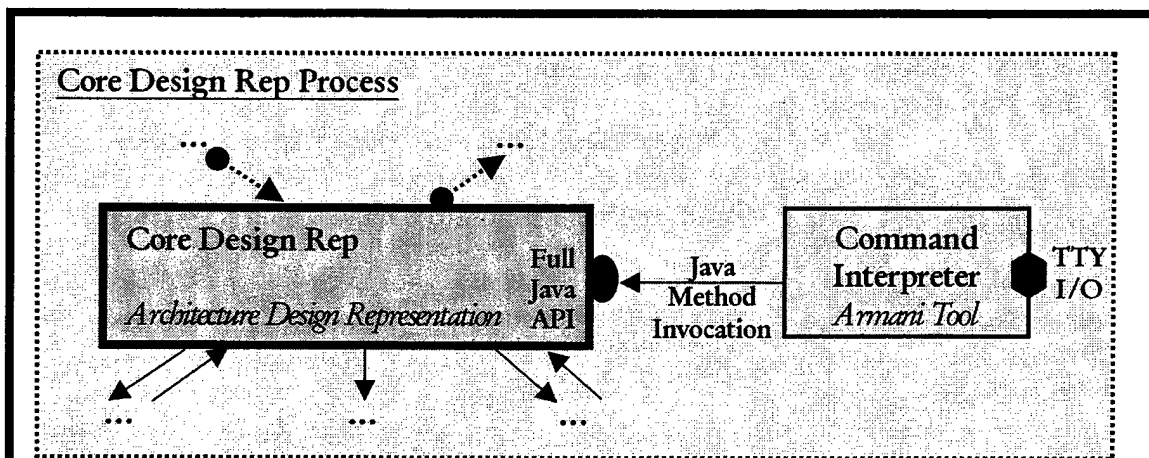 Core Design Rep Process
... ...
Core Design Rep
Architecture Design Representation
Full
Java
API
Java
Method
Invocation
Command
Interpreter
Armani Tool
TTY
I/O
... ... ...